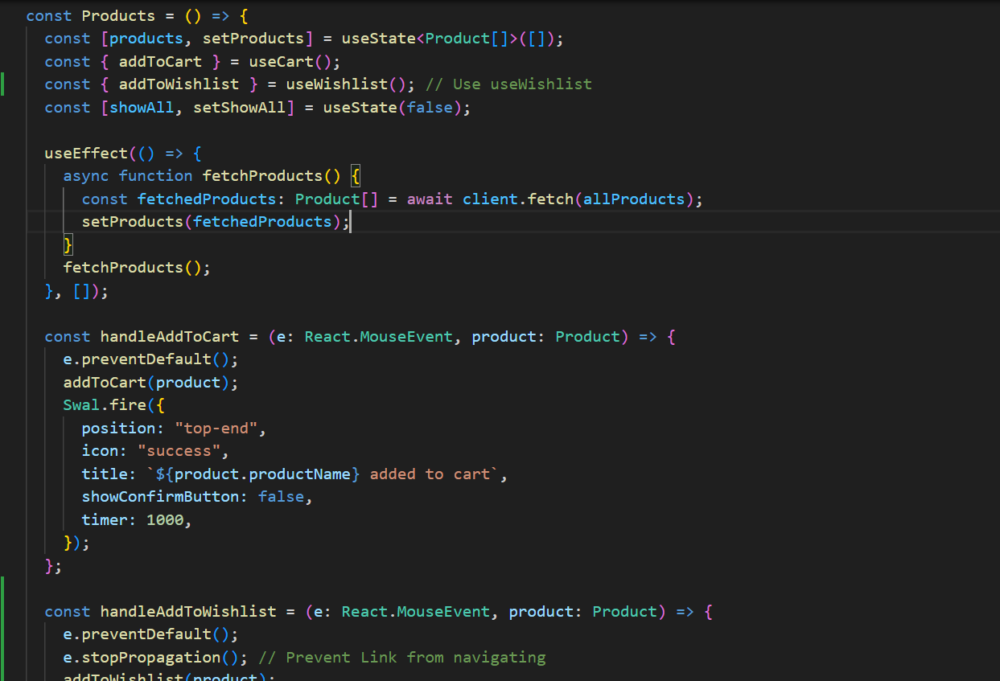 const Products = () => {
  const [products, setProducts] = useState<Product[]>([]);
  const { addToCart } = useCart();
  const { addToWishlist } = useWishlist(); // Use useWishlist
  const [showAll, setShowAll] = useState(false);

  useEffect(() => {
    async function fetchProducts() {
      const fetchedProducts: Product[] = await client.fetch(allProducts);
      setProducts(fetchedProducts);
    }
    fetchProducts();
  }, []);

  const handleAddToCart = (e: React.MouseEvent, product: Product) => {
    e.preventDefault();
    addToCart(product);
    Swal.fire({
      position: "top-end",
      icon: "success",
      title: `${product.productName} added to cart`,
      showConfirmButton: false,
      timer: 1000,
    });
  };

  const handleAddToWishlist = (e: React.MouseEvent, product: Product) => {
    e.preventDefault();
    e.stopPropagation(); // Prevent Link from navigating
    addToWishlist(product);